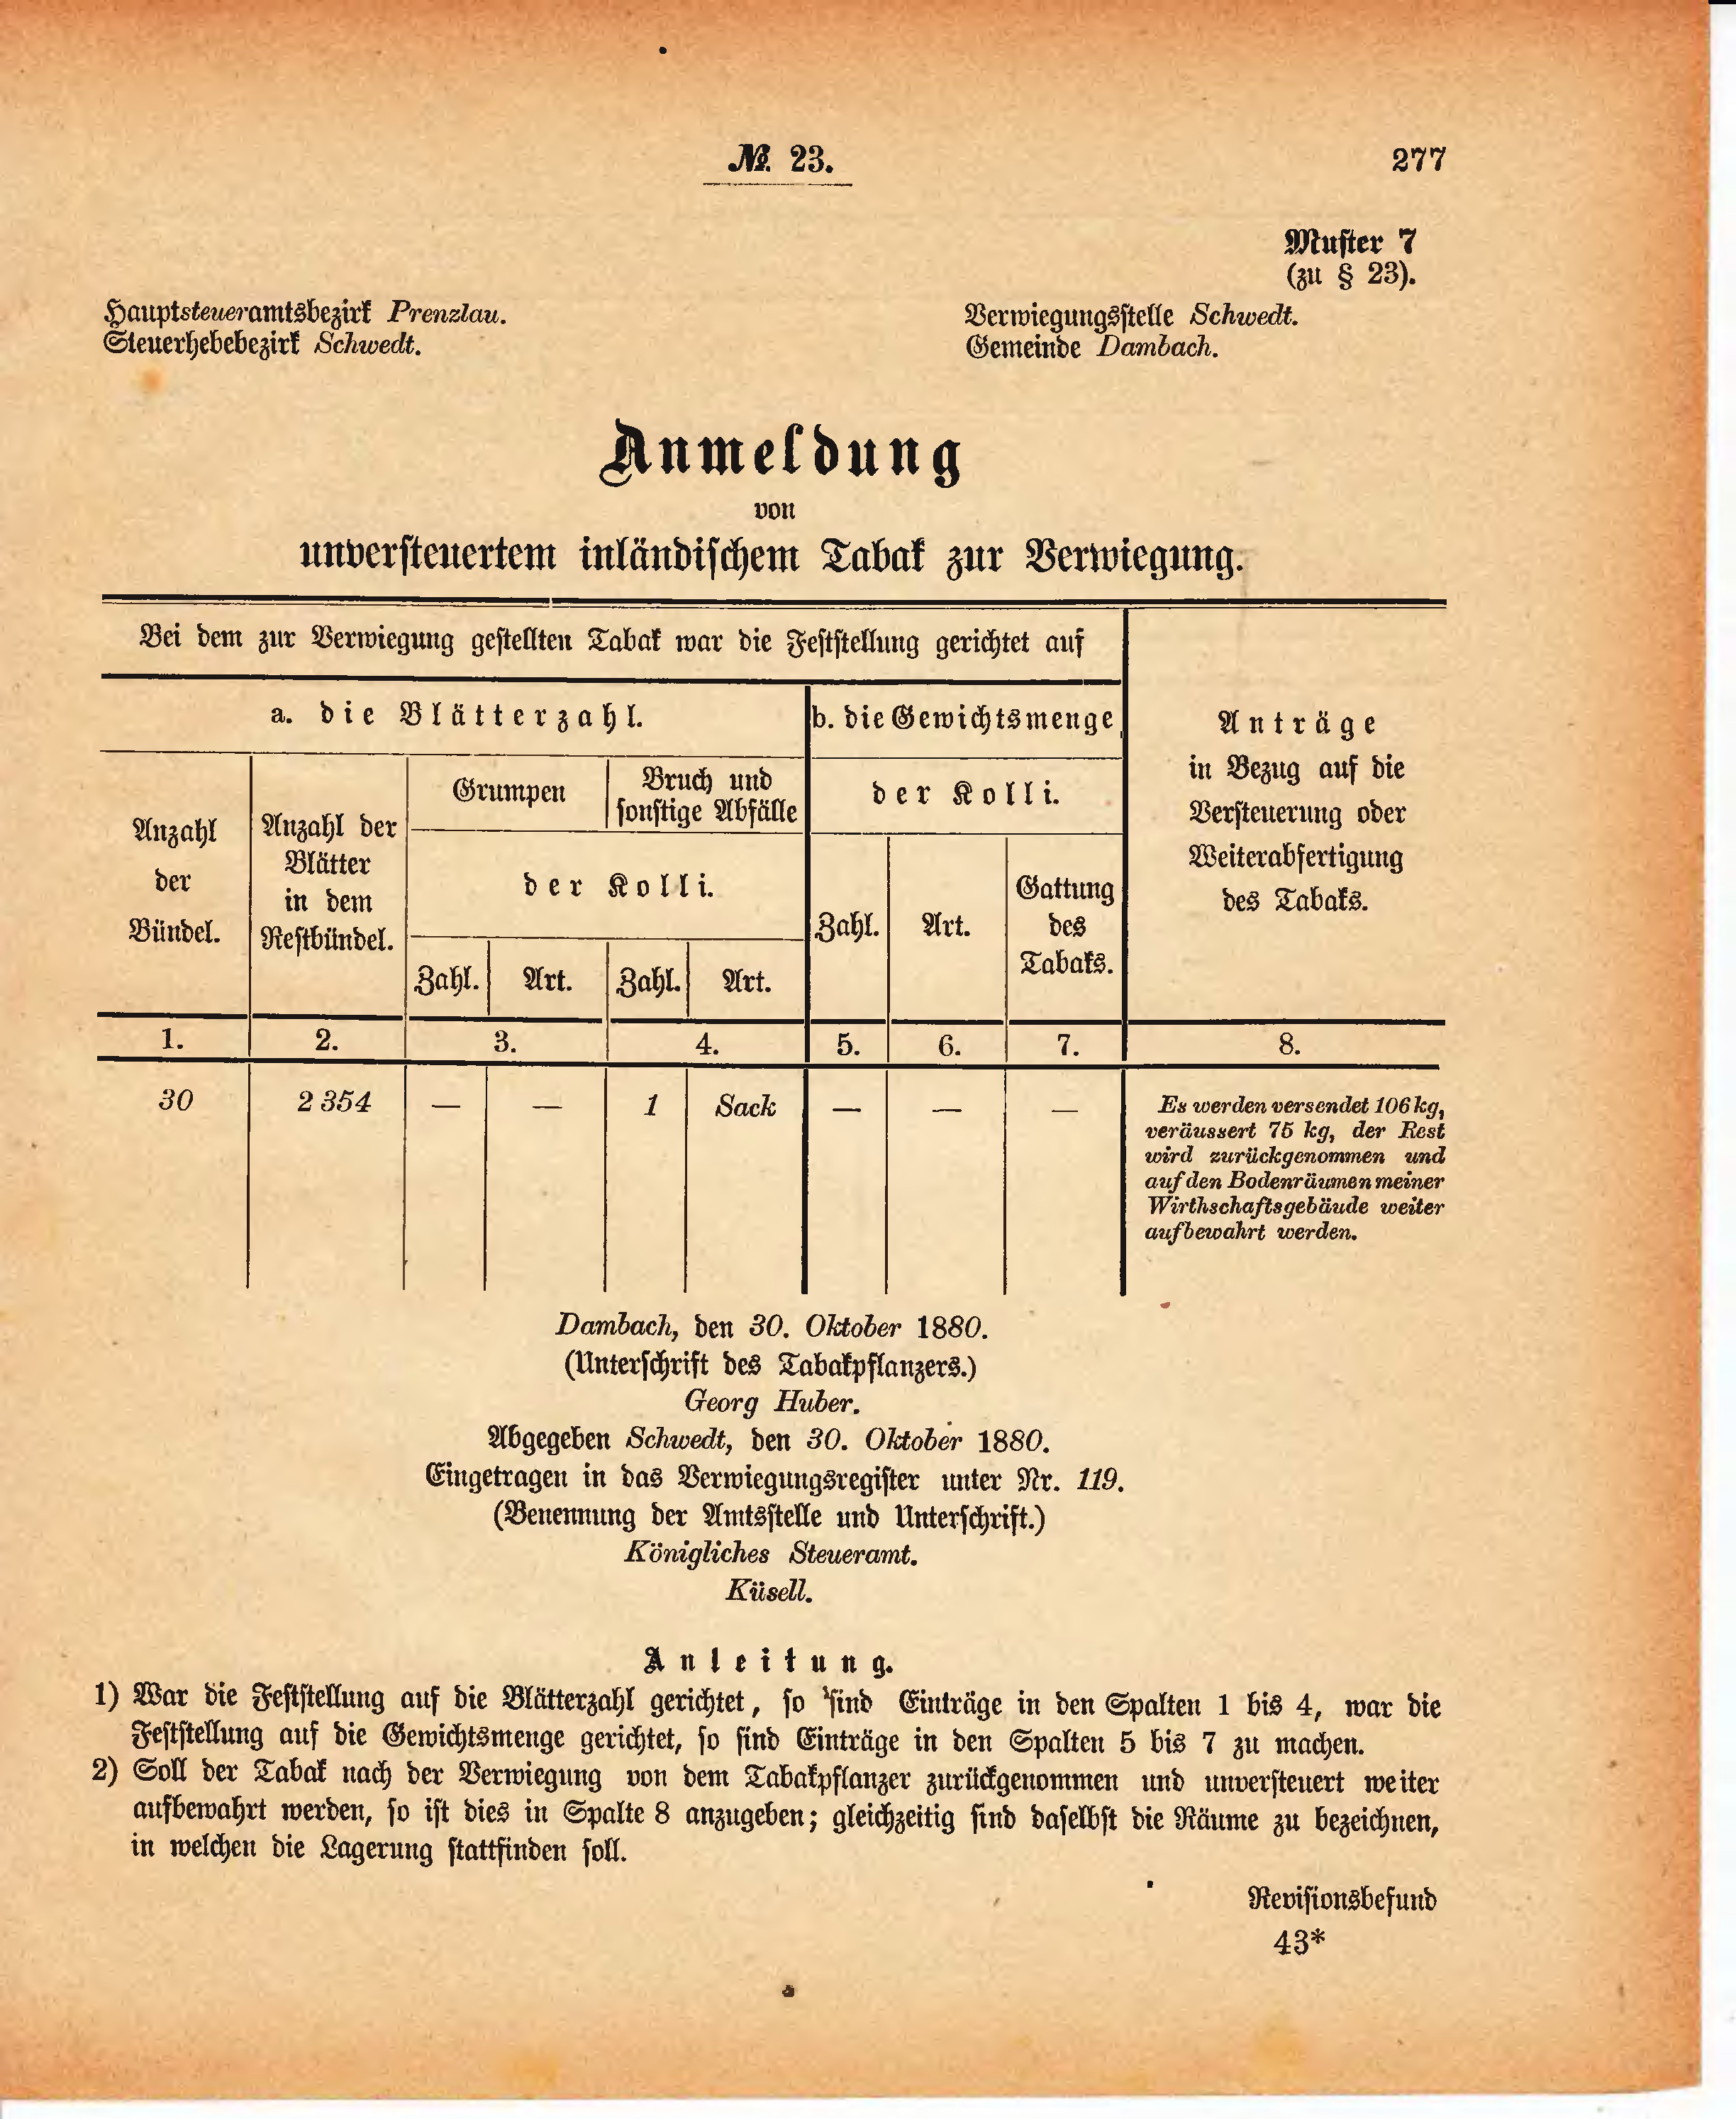 №. 23.
277
Muster 7
(zu § 23).
Hauptsteueramtsbezirk Prenzlau.
Steuerhebebezirk Schwedt.
Verwiegungsstelle Schwedt.
Gemeinde Dambach.
Anmeldung
von
unversteuertem inländischem Tabak zur Verwiegung.
Bei dem zur Verwiegung gestellten Tabak war die Feststellung gerichtet auf
a. die Blätterzahl.
b. die Gewichtsmenge
Anzahl
der
Bündel.
Anzahl der
Blätter
in dem
Restbündel.
Grumpen
Bruch und
sonstige Abfälle
der Kolli.
Zahl. Art. Zahl. Art.
der Kolli.
Zahl. Art.
Gattung
des
Tabaks.
Anträge
in Bezug auf die
Versteuerung oder
Weiterabfertigung
des Tabaks.
1. 2. 3. 4. 5. 6. 7. 8.
30 2 354 — — 1 Sack — — —
Es werden versendet 106 kg,
veräussert 75 kg, der Rest
wird zurückgenommen und
auf den Bodenräumen meiner
Wirthschaftsgebäude weiter
aufbewahrt werden.
Dambach, den 30. Oktober 1880.
(Unterschrift des Tabakpflanzers.)
Georg Huber.
Abgegeben Schwedt, den 30. Oktober 1880.
Eingetragen in das Verwiegungsregister unter Nr. 119.
(Benennung der Amtsstelle und Unterschrift.)
Königliches Steueramt.
Küsell.
Anleitung.
1) War die Feststellung auf die Blätterzahl gerichtet, so sind Einträge in den Spalten 1 bis 4, war die
Feststellung auf die Gewichtsmenge gerichtet, so sind Einträge in den Spalten 5 bis 7 zu machen.
2) Soll der Tabak nach der Verwiegung von dem Tabakpflanzer zurückgenommen und unversteuert weiter
aufbewahrt werden, so ist dies in Spalte 8 anzugeben; gleichzeitig sind daselbst die Räume zu bezeichnen,
in welchen die Lagerung stattfinden soll.
Revisionsbefund
43*